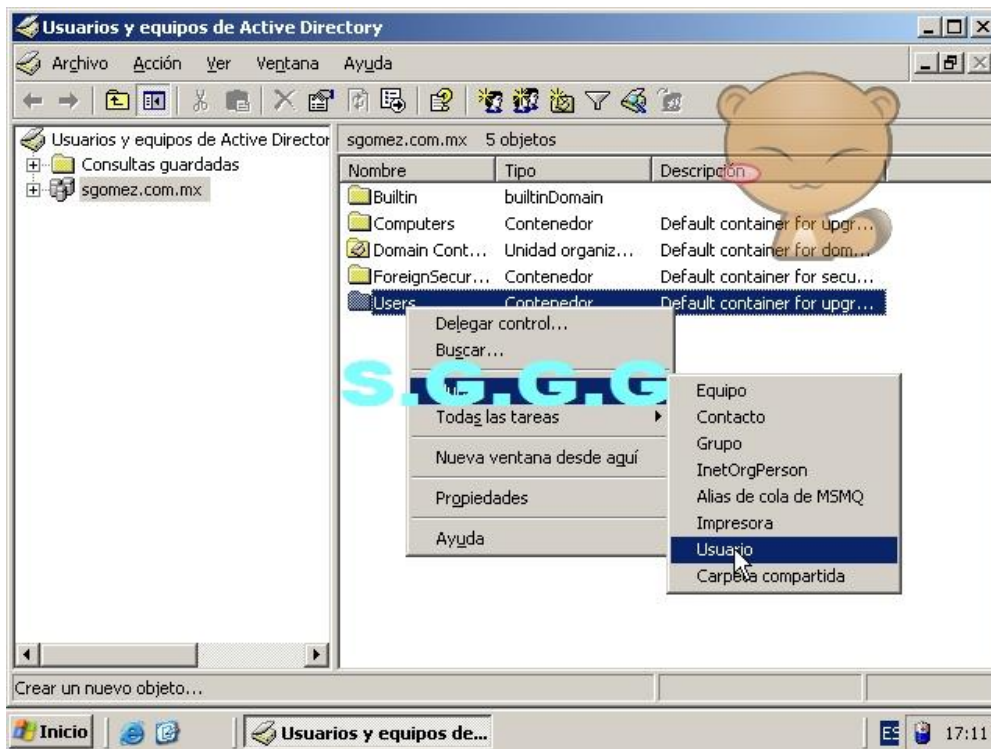 Usuarios y equipos de Active Directory
Archivo Acción Ver Ventana Ayuda
Usuarios y equipos de Active Director
Consultas guardadas
sgomez.com.mx
sgomez.com.mx 5 objetos
Nombre Tipo Descripción
Builtin builtinDomain
Computers Contenedor Default container for upgr...
Domain Cont... Unidad organiz... Default container for dom...
ForeignSecur... Contenedor Default container for secu...
Users Contenedor Default container for upgr...
Delegar control...
Buscar...
S.G.G.G
Todas las tareas
Nueva ventana desde aquí
Propiedades
Ayuda
Equipo
Contacto
Grupo
InetOrgPerson
Alias de cola de MSMQ
Impresora
Usuario
Carpeta compartida
Crear un nuevo objeto...
Inicio
Usuarios y equipos de...
ES
17:11